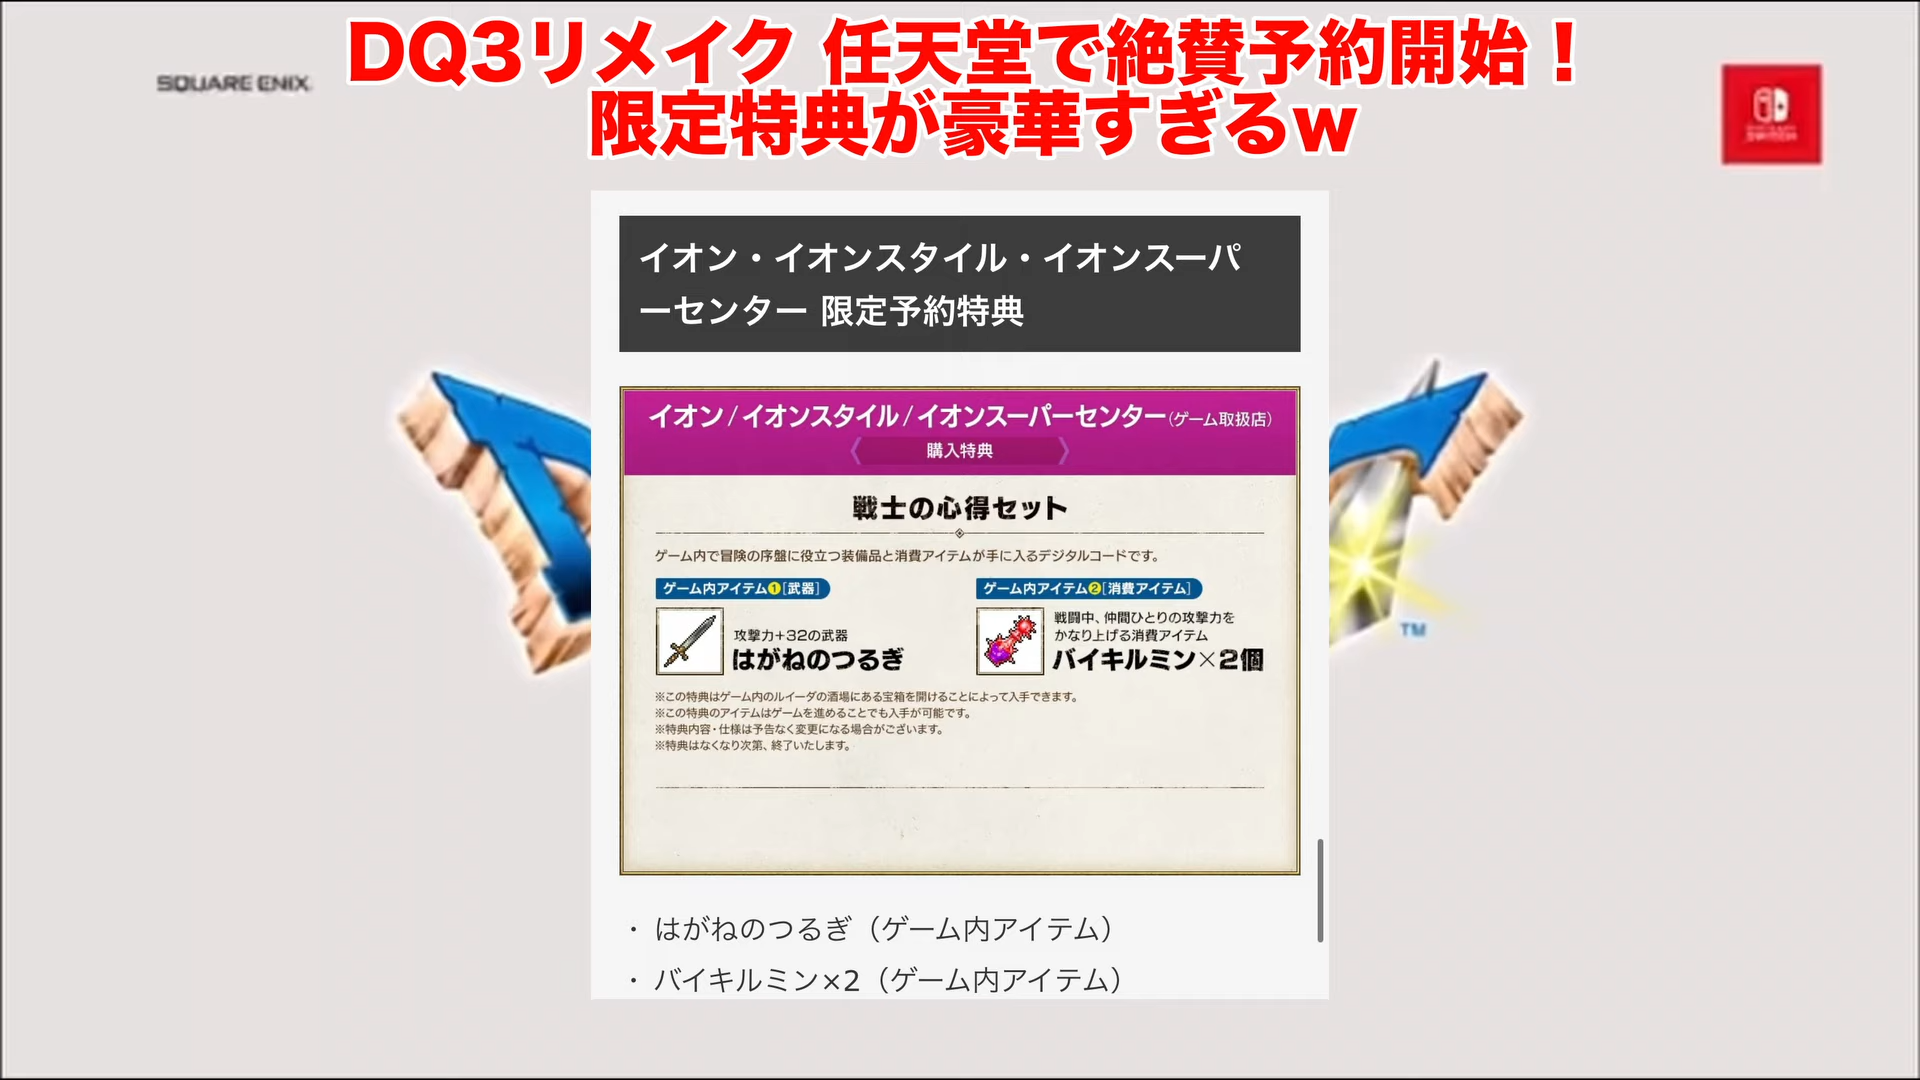 DQ3リメイク 任天堂で絶賛予約開始！
限定特典が豪華すぎるw
SQUARE ENIX
SWITCH
イオン・イオンスタイル・イオンスーパ
ーセンター 限定予約特典
イオン/イオンスタイル/イオンスーパーセンター(ゲーム取扱店)
購入特典
戦士の心得セット
ゲーム内で冒険の序盤に役立つ装備品と消費アイテムが手に入るデジタルコードです。
ゲーム内アイテム❶[武器]
攻撃力+32の武器
はがねのつるぎ
ゲーム内アイテム❷[消費アイテム]
戦闘中、仲間ひとりの攻撃力を
かなり上げる消費アイテム
バイキルミン×2個
※この特典はゲーム内のルイーダの酒場にある宝箱を開けることによって入手できます。
※この特典のアイテムはゲームを進めることでも入手が可能です。
※特典内容・仕様は予告なく変更になる場合がございます。
※特典はなくなり次第、終了いたします。
TM
・ はがねのつるぎ（ゲーム内アイテム）
・ バイキルミン×2（ゲーム内アイテム）